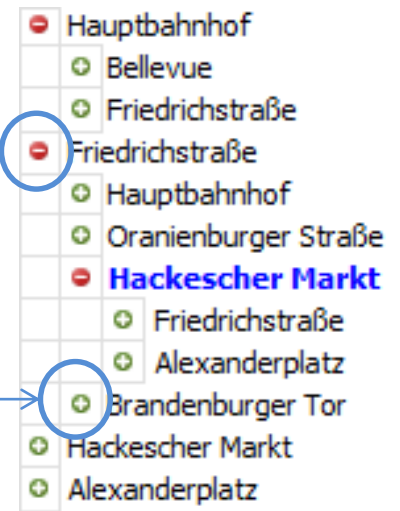 Hauptbahnhof
Bellevue
Friedrichstraße
Friedrichstraße
Hauptbahnhof
Oranienburger Straße
Hackescher Markt
Friedrichstraße
Alexanderplatz
Brandenburger Tor
Hackescher Markt
Alexanderplatz